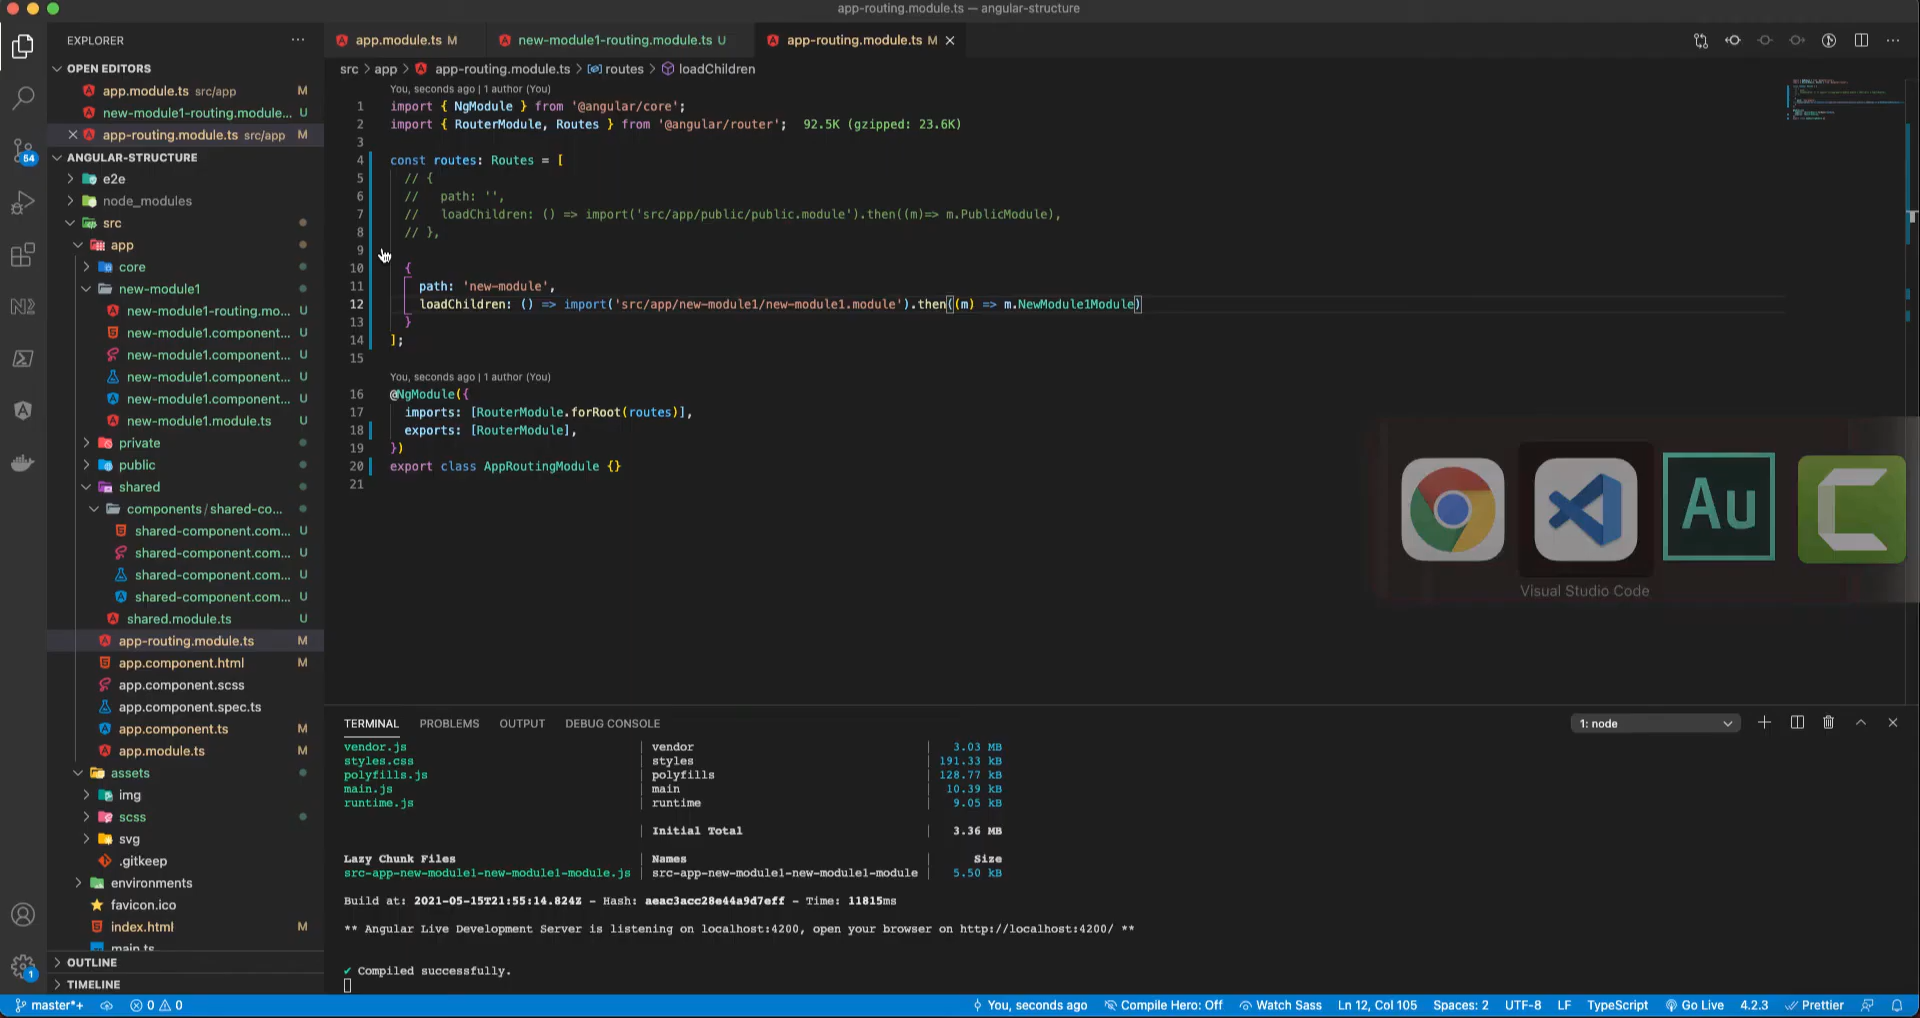 app-routing.module.ts — angular-structure
EXPLORER
OPEN EDITORS
app.module.ts src/app M
new-module1-routing.module... U
app-routing.module.ts src/app M
ANGULAR-STRUCTURE
e2e
node_modules
src
app
core
new-module1
new-module1-routing.mo... U
new-module1.component... U
new-module1.component... U
new-module1.component... U
new-module1.component... U
new-module1.module.ts U
private
public
shared
components/shared-co...
shared-component.com... U
shared-component.com... U
shared-component.com... U
shared-component.com... U
shared.module.ts U
app-routing.module.ts M
app.component.html M
app.component.scss
app.component.spec.ts
app.component.ts M
app.module.ts M
assets
img
scss
svg
.gitkeep
environments
favicon.ico
index.html M
main.ts
OUTLINE
TIMELINE
64
1
app.module.ts M
new-module1-routing.module.ts U
app-routing.module.ts M
src > app > app-routing.module.ts > routes > loadChildren
You, seconds ago | 1 author (You)
1 import { NgModule } from '@angular/core';
2 import { RouterModule, Routes } from '@angular/router'; 92.5K (gzipped: 23.6K)
3
4 const routes: Routes = [
5 // {
6 // path: '',
7 // loadChildren: () => import('src/app/public/public.module').then((m)=> m.PublicModule),
8 // },
9
10 {
11 path: 'new-module',
12 loadChildren: () => import('src/app/new-module1/new-module1.module').then((m) => m.NewModule1Module)
13 }
14 ];
15
You, seconds ago | 1 author (You)
16 @NgModule({
17 imports: [RouterModule.forRoot(routes)],
18 exports: [RouterModule],
19 })
20 export class AppRoutingModule {}
21
Au
Visual Studio Code
TERMINAL PROBLEMS OUTPUT DEBUG CONSOLE
1: node
vendor.js | vendor | 3.03 MB
styles.css | styles | 191.33 kB
polyfills.js | polyfills | 128.77 kB
main.js | main | 10.39 kB
runtime.js | runtime | 9.05 kB
| Initial Total | 3.36 MB
Lazy Chunk Files | Names | Size
src-app-new-module1-new-module1-module.js | src-app-new-module1-new-module1-module | 5.50 kB
Build at: 2021-05-15T21:55:14.824Z - Hash: aeac3acc28e44a9d7eff - Time: 11815ms
** Angular Live Development Server is listening on localhost:4200, open your browser on http://localhost:4200/ **
✔ Compiled successfully.
master*+ 0 0 You, seconds ago Compile Hero: Off Watch Sass Ln 12, Col 105 Spaces: 2 UTF-8 LF TypeScript Go Live 4.2.3 Prettier